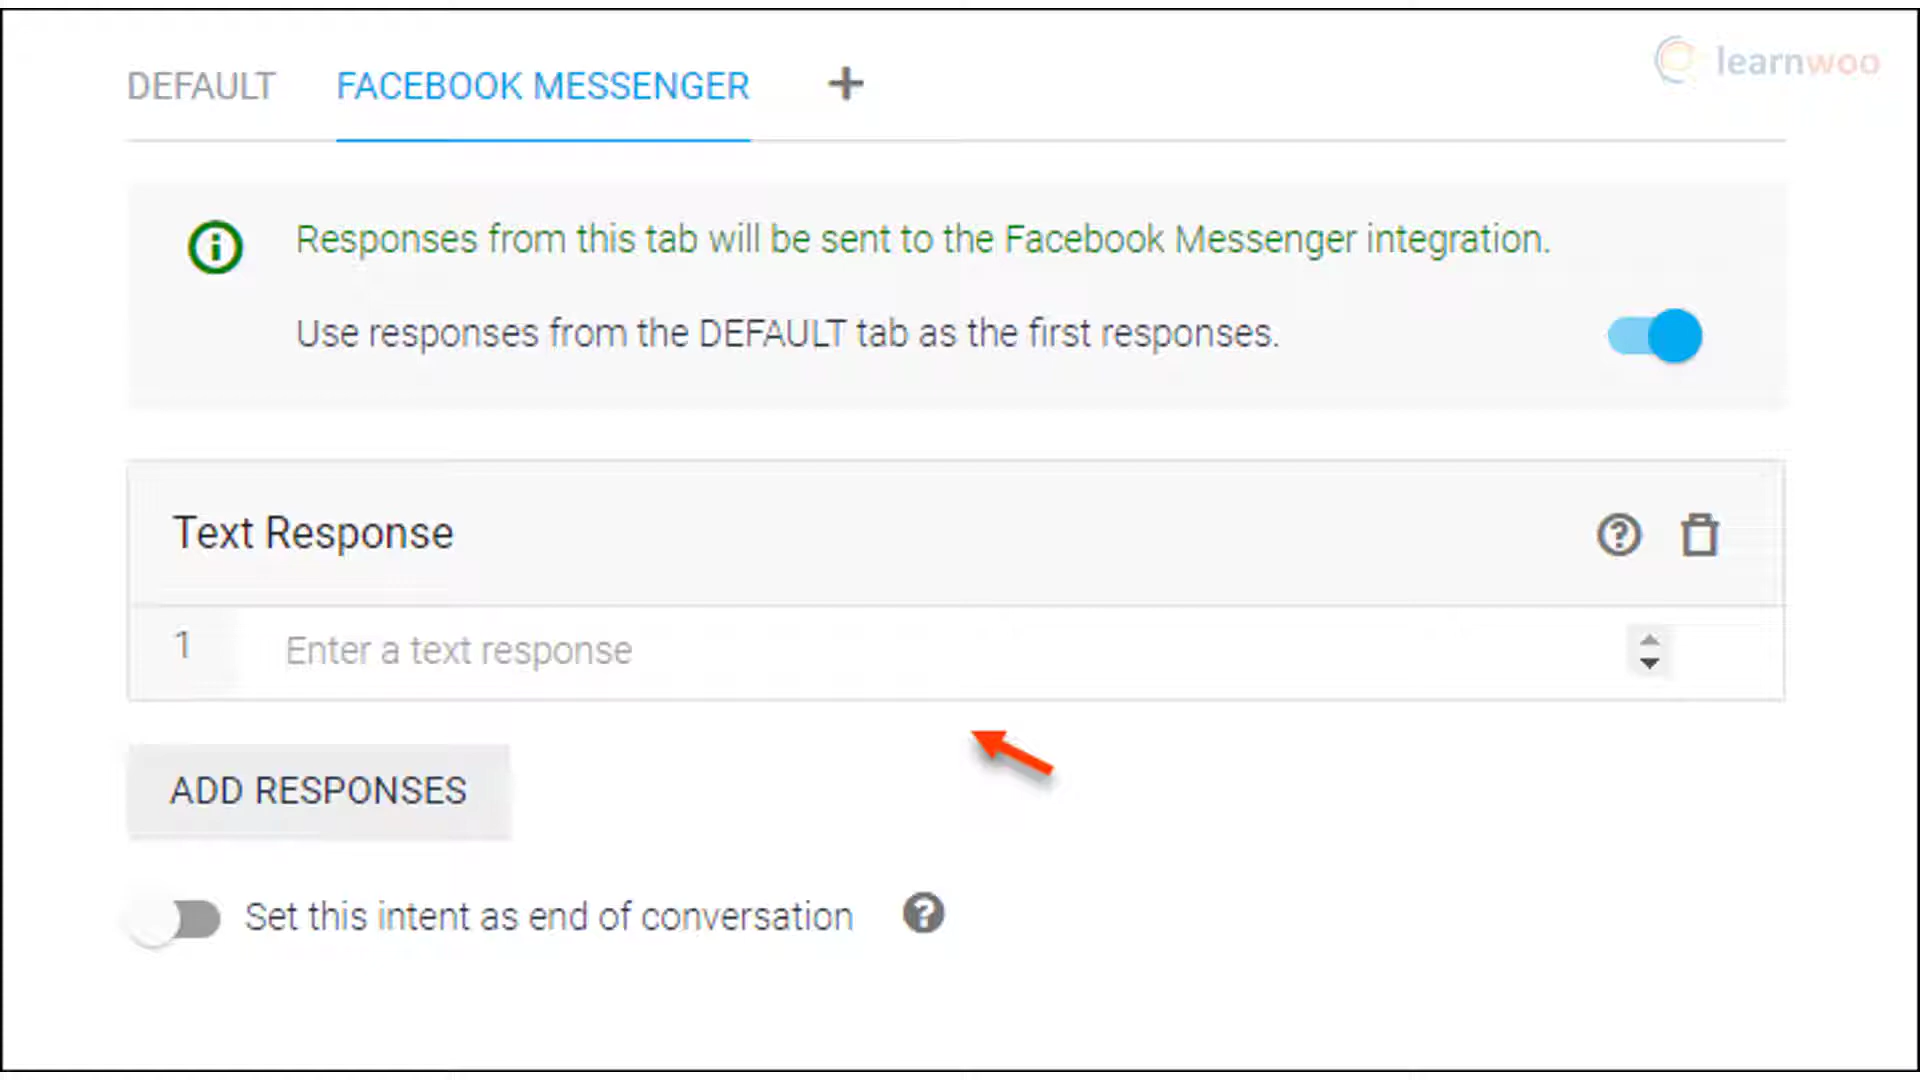 learnwoo
DEFAULT FACEBOOK MESSENGER +
Responses from this tab will be sent to the Facebook Messenger integration.
Use responses from the DEFAULT tab as the first responses.
Text Response
1 Enter a text response
ADD RESPONSES
Set this intent as end of conversation